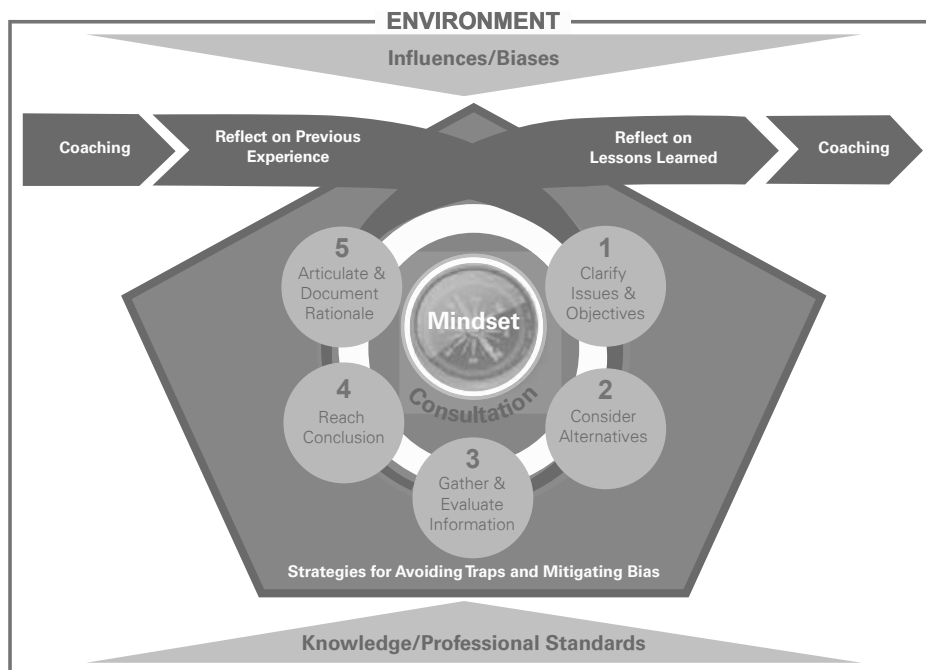 ENVIRONMENT
Influences/Biases
Coaching
Reflect on Previous
Experience
Reflect on
Lessons Learned
Coaching
5
Articulate &
Document
Rationale
1
Clarify
Issues &
Objectives
Mindset
Consultation
4
Reach
Conclusion
2
Consider
Alternatives
3
Gather &
Evaluate
Information
Strategies for Avoiding Traps and Mitigating Bias
Knowledge/Professional Standards